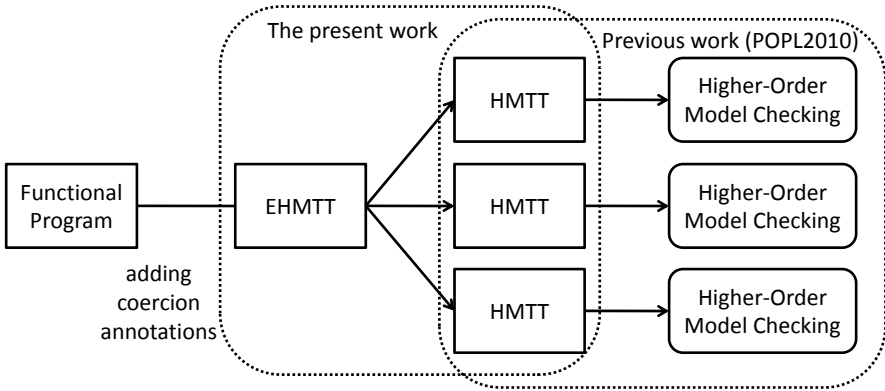 The present work
Previous work (POPL2010)
HMTT
Higher-Order
Model Checking
Functional
Program
EHMTT
HMTT
Higher-Order
Model Checking
adding
coercion
annotations
HMTT
Higher-Order
Model Checking